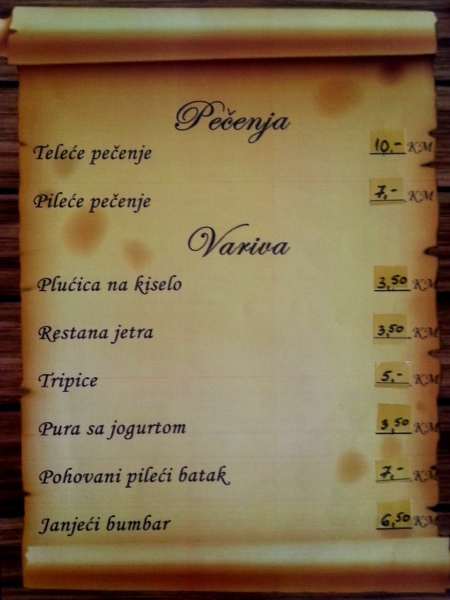 Pečenja
Teleće pečenje 10,- KM
Pileće pečenje 7,- KM
Variva
Plućica na kiselo 3,50 KM
Restana jetra 3,50 KM
Tripice 5,- KM
Pura sa jogurtom 3,50 KM
Pohovani pileći batak 7,- KM
Janjeći bumbar 6,50 KM